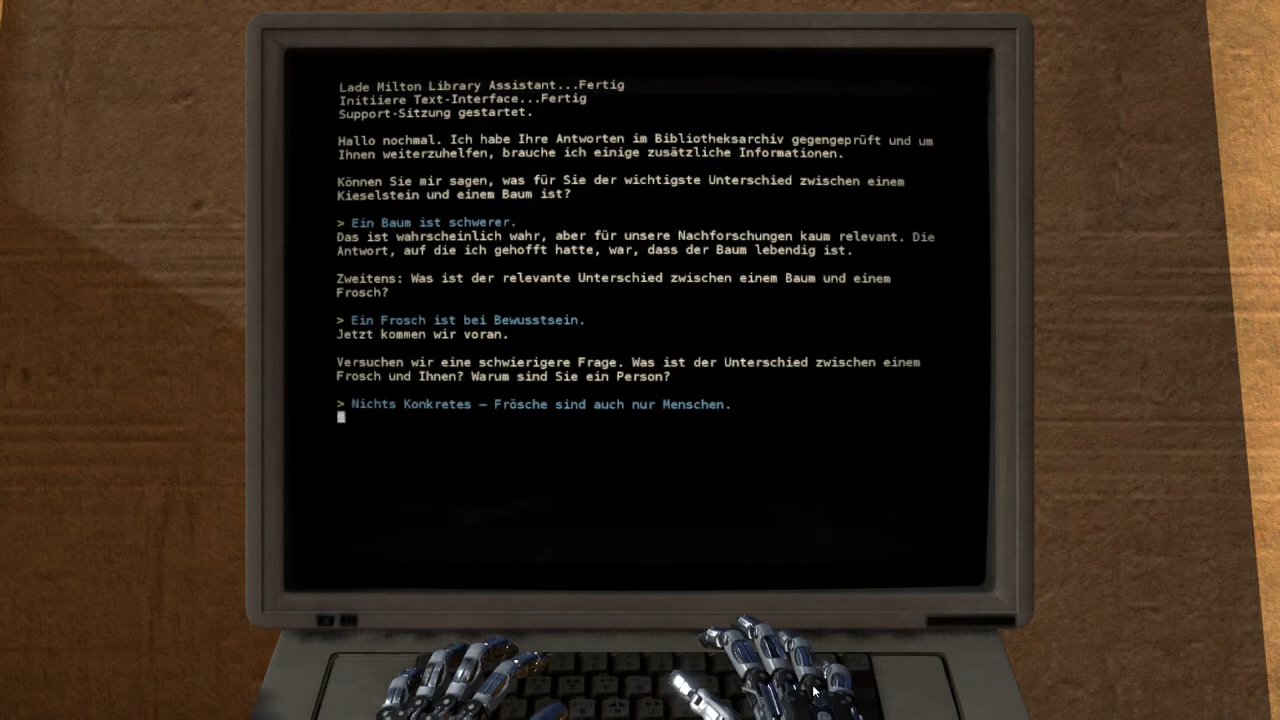 Lade Milton Library Assistant...Fertig
Initiiere Text-Interface...Fertig
Support-Sitzung gestartet.
Hallo nochmal. Ich habe Ihre Antworten im Bibliotheksarchiv gegengeprüft und um
Ihnen weiterzuhelfen, brauche ich einige zusätzliche Informationen.
Können Sie mir sagen, was für Sie der wichtigste Unterschied zwischen einem
Kieselstein und einem Baum ist?
> Ein Baum ist schwerer.
Das ist wahrscheinlich wahr, aber für unsere Nachforschungen kaum relevant. Die
Antwort, auf die ich gehofft hatte, war, dass der Baum lebendig ist.
Zweitens: Was ist der relevante Unterschied zwischen einem Baum und einem
Frosch?
> Ein Frosch ist bei Bewusstsein.
Jetzt kommen wir voran.
Versuchen wir eine schwierigere Frage. Was ist der Unterschied zwischen einem
Frosch und Ihnen? Warum sind Sie ein Person?
> Nichts Konkretes – Frösche sind auch nur Menschen.